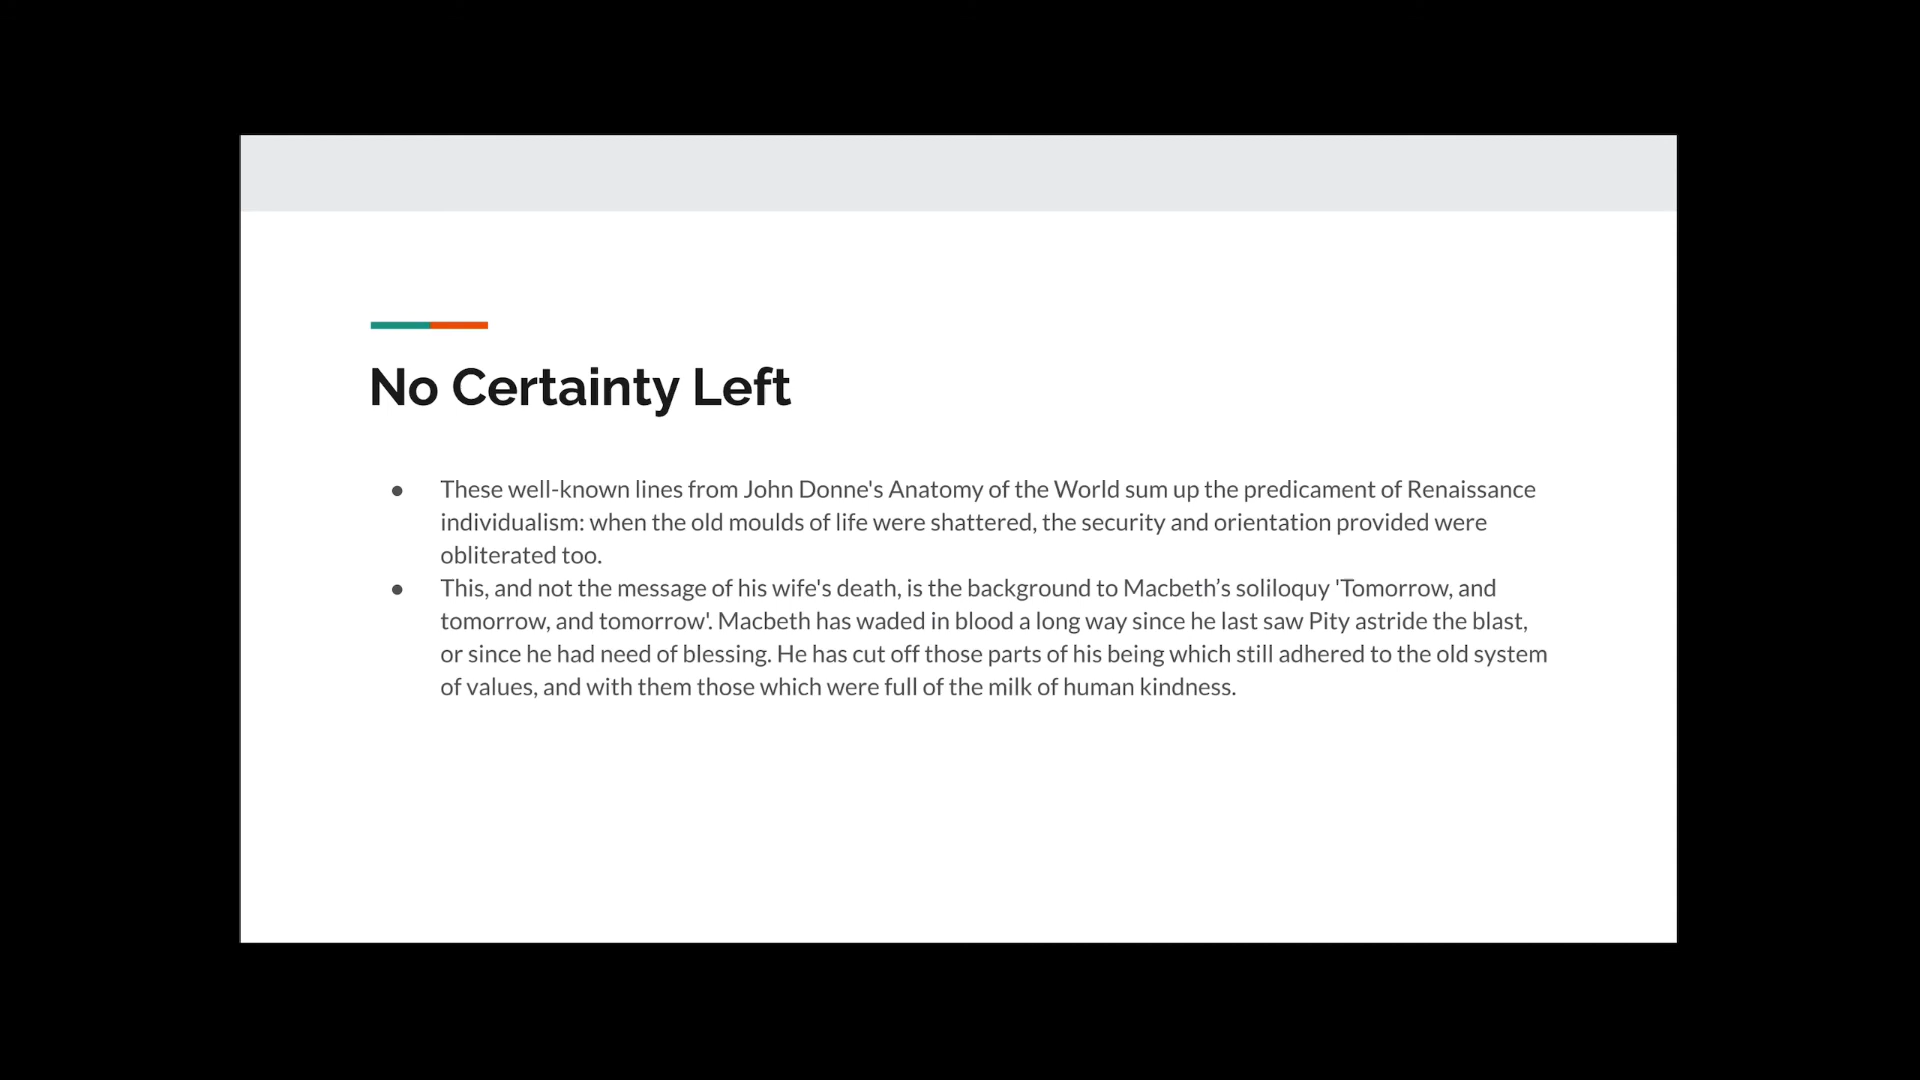 No Certainty Left
● These well-known lines from John Donne's Anatomy of the World sum up the predicament of Renaissance
individualism: when the old moulds of life were shattered, the security and orientation provided were
obliterated too.
● This, and not the message of his wife's death, is the background to Macbeth’s soliloquy 'Tomorrow, and
tomorrow, and tomorrow'. Macbeth has waded in blood a long way since he last saw Pity astride the blast,
or since he had need of blessing. He has cut off those parts of his being which still adhered to the old system
of values, and with them those which were full of the milk of human kindness.